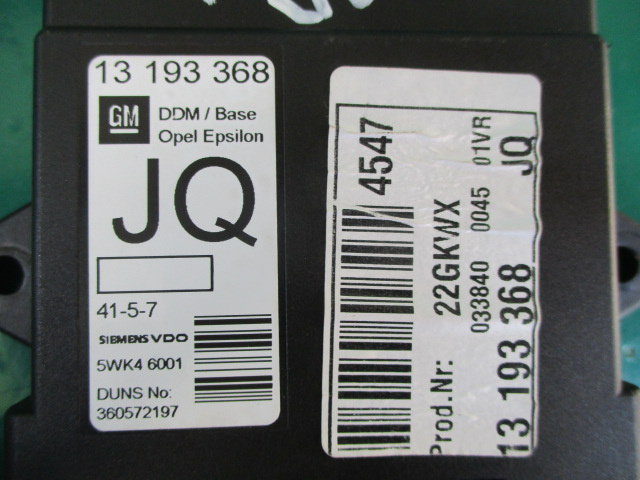 13 193 368
GM
DDM / Base
Opel Epsilon
JQ
41-5-7
SIEMENS VDO
5WK4 6001
DUNS No:
360572197
4547
Prod.Nr: 22GKWX
033840 0045 01VR
13 193 368 JQ